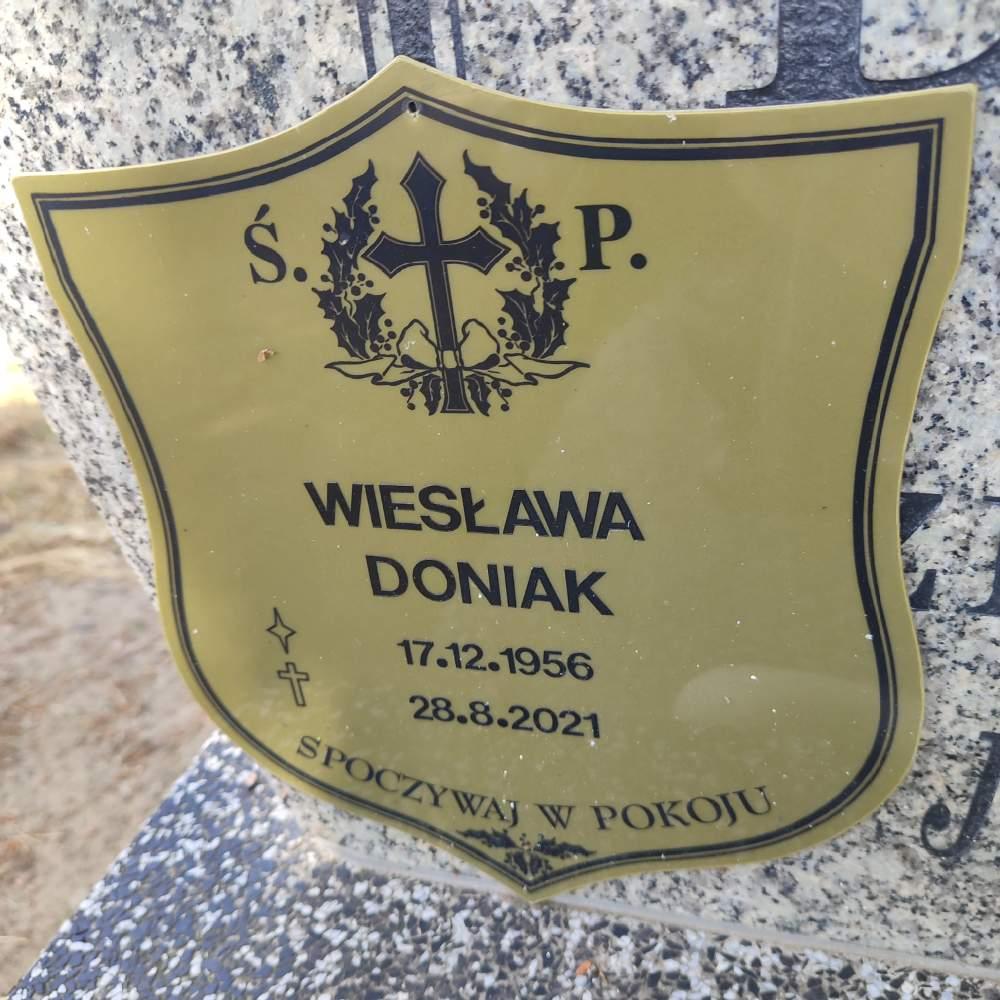 Ś. P.
WIESŁAWA
DONIAK
17.12.1956
28.8.2021
SPOCZYWAJ W POKOJU